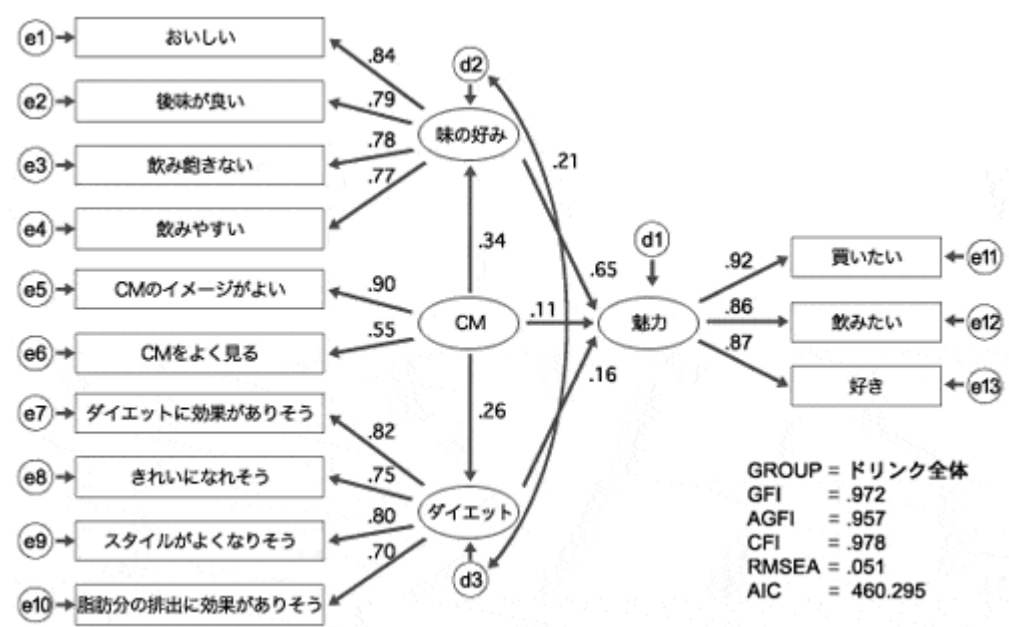 e1
おいしい
e2
後味が良い
e3
飲み飽きない
e4
飲みやすい
e5
CMのイメージがよい
e6
CMをよく見る
e7
ダイエットに効果がありそう
e8
きれいになれそう
e9
スタイルがよくなりそう
e10
脂肪分の排出に効果がありそう
.84
.79
.78
.77
.90
.55
.82
.75
.80
.70
d2
味の好み
.34
CM
.26
ダイエット
d3
.21
.65
.11
.16
d1
魅力
.92
.86
.87
買いたい
e11
飲みたい
e12
好き
e13
GROUP = ドリンク全体
GFI = .972
AGFI = .957
CFI = .978
RMSEA = .051
AIC = 460.295